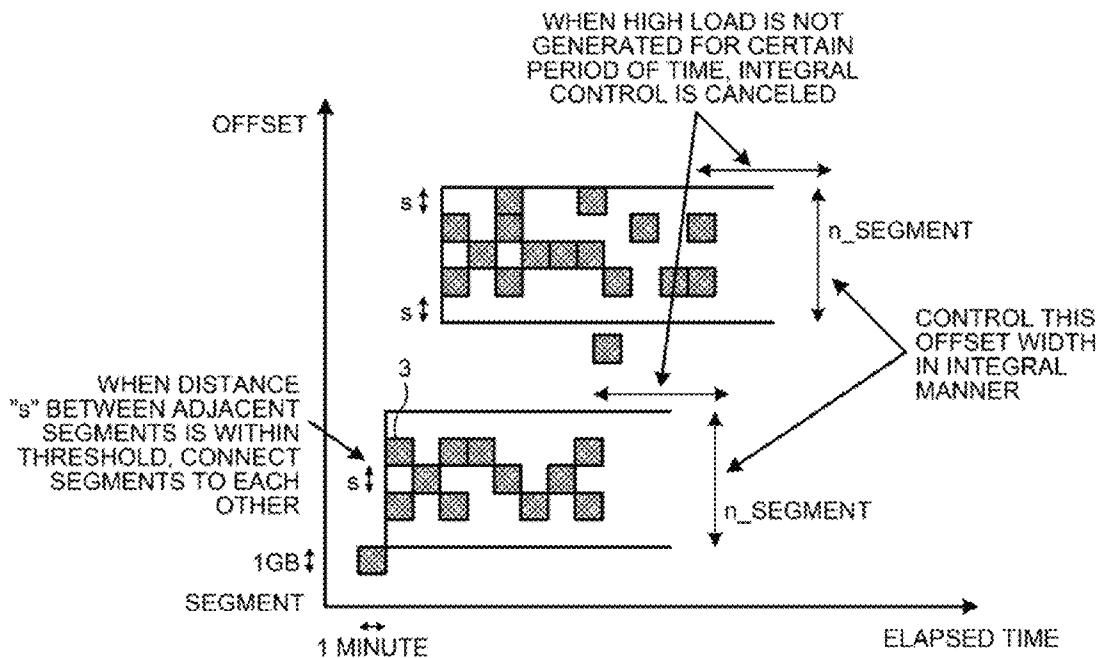 WHEN HIGH LOAD IS NOT
GENERATED FOR CERTAIN
PERIOD OF TIME, INTEGRAL
CONTROL IS CANCELED
OFFSET
s
n_SEGMENT
s
CONTROL THIS
OFFSET WIDTH
IN INTEGRAL
MANNER
3
WHEN DISTANCE
"s" BETWEEN ADJACENT
SEGMENTS IS WITHIN
THRESHOLD, CONNECT
SEGMENTS TO EACH
OTHER
s
n_SEGMENT
1GB
SEGMENT
1 MINUTE
ELAPSED TIME